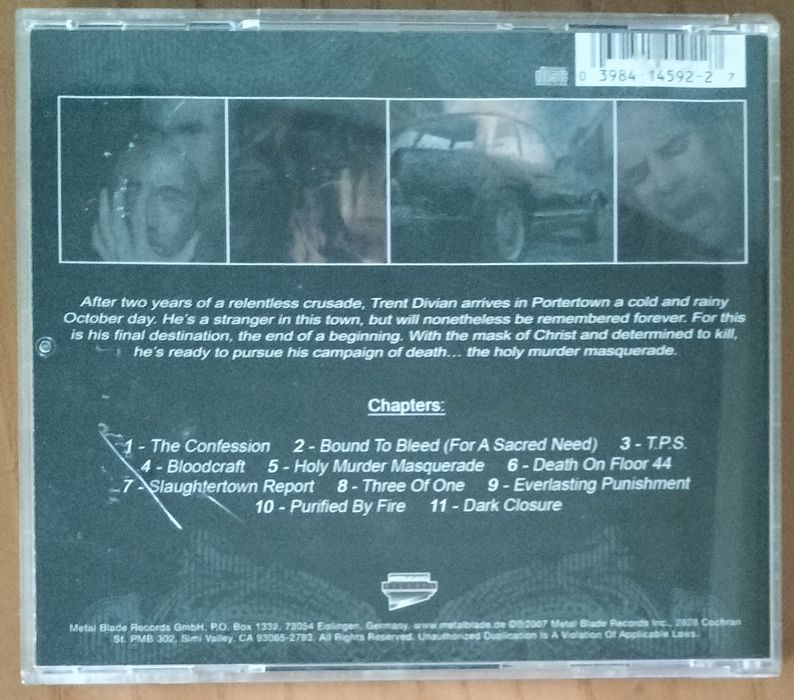 0 3984 14592-2 7
After two years of a relentless crusade, Trent Divian arrives in Portertown a cold and rainy
October day. He's a stranger in this town, but will nonetheless be remembered forever. For this
is his final destination, the end of a beginning. With the mask of Christ and determined to kill,
he's ready to pursue his campaign of death... the holy murder masquerade.
Chapters:
1 - The Confession 2 - Bound To Bleed (For A Sacred Need) 3 - T.P.S.
4 - Bloodcraft 5 - Holy Murder Masquerade 6 - Death On Floor 44
7 - Slaughtertown Report 8 - Three Of One 9 - Everlasting Punishment
10 - Purified By Fire 11 - Dark Closure
Metal Blade Records GmbH, P.O. Box 1332, 73054 Eislingen, Germany. www.metalblade.de ©℗2007 Metal Blade Records Inc., 2828 Cochran
St. PMB 302, Simi Valley, CA 93065-2793. All Rights Reserved. Unauthorized Duplication Is A Violation Of Applicable Laws.